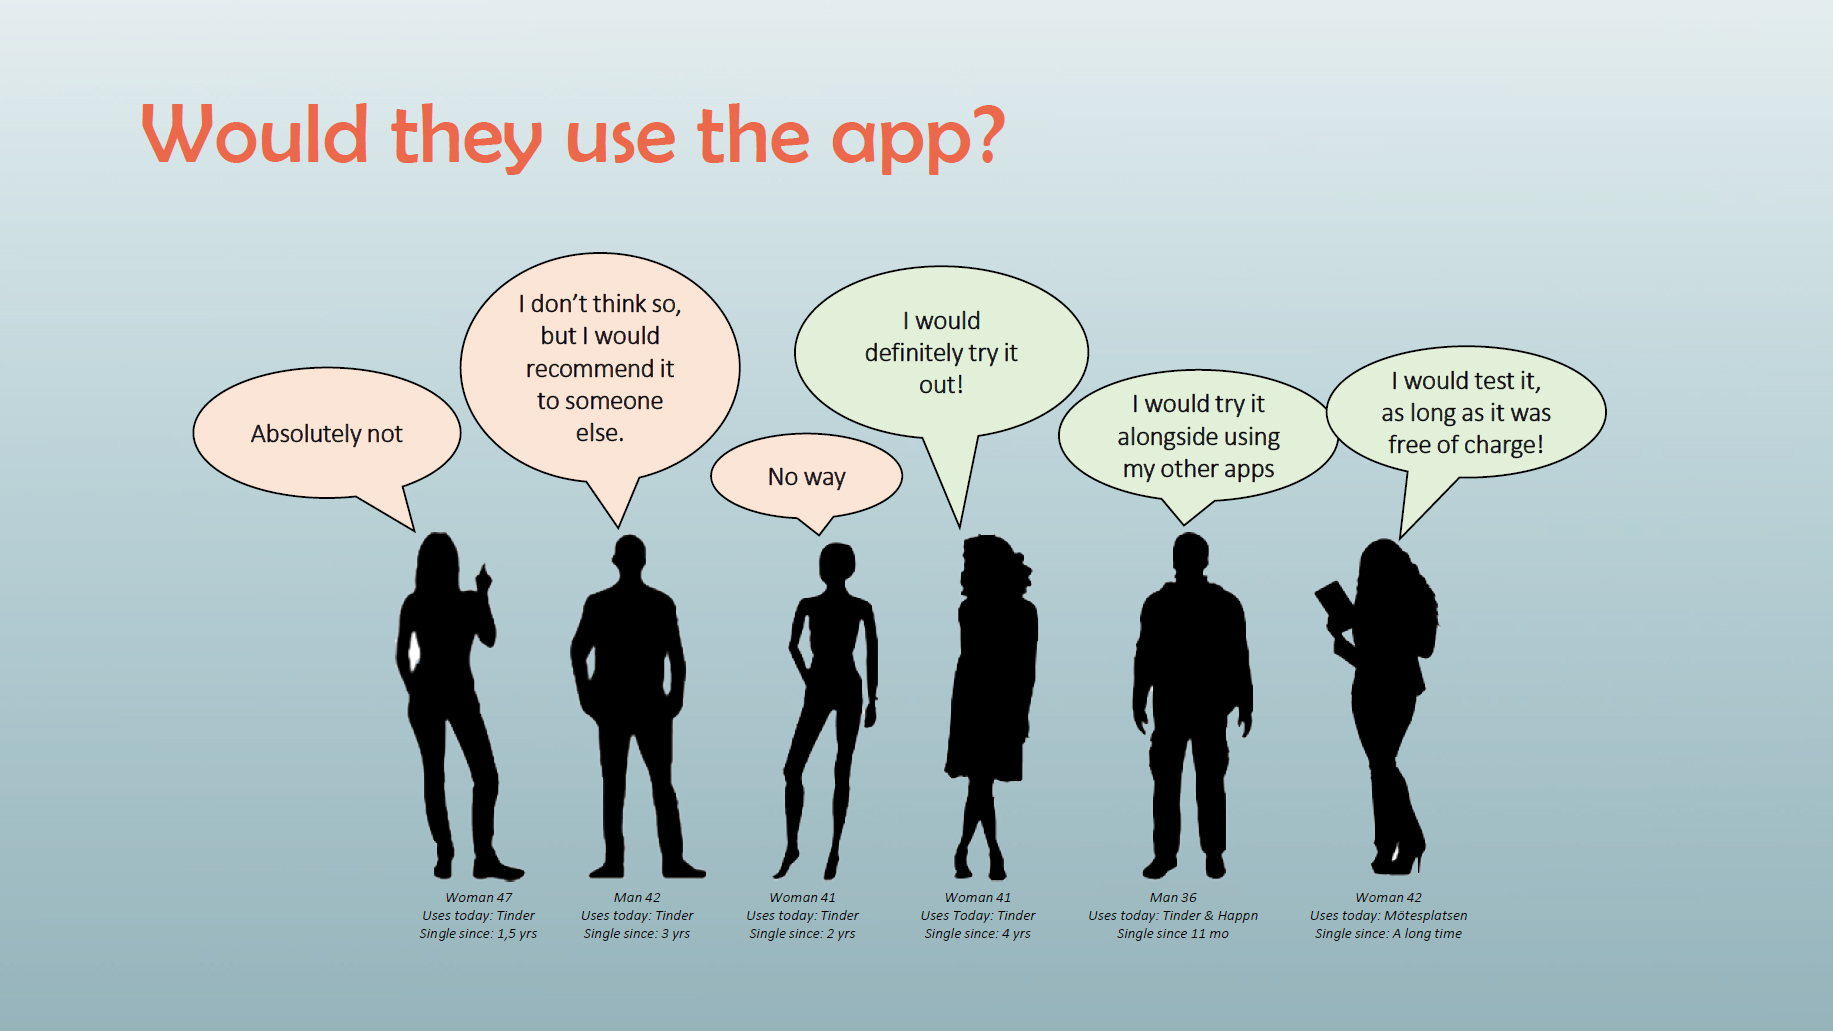 Would they use the app?
Absolutely not
I don’t think so,
but I would
recommend it
to someone
else.
No way
I would
definitely try it
out!
I would try it
alongside using
my other apps
I would test it,
as long as it was
free of charge!
Woman 47
Uses today: Tinder
Single since: 1,5 yrs
Man 42
Uses today: Tinder
Single since: 3 yrs
Woman 41
Uses today: Tinder
Single since: 2 yrs
Woman 41
Uses Today: Tinder
Single since: 4 yrs
Man 36
Uses today: Tinder & Happn
Single since 11 mo
Woman 42
Uses today: Mötesplatsen
Single since: A long time